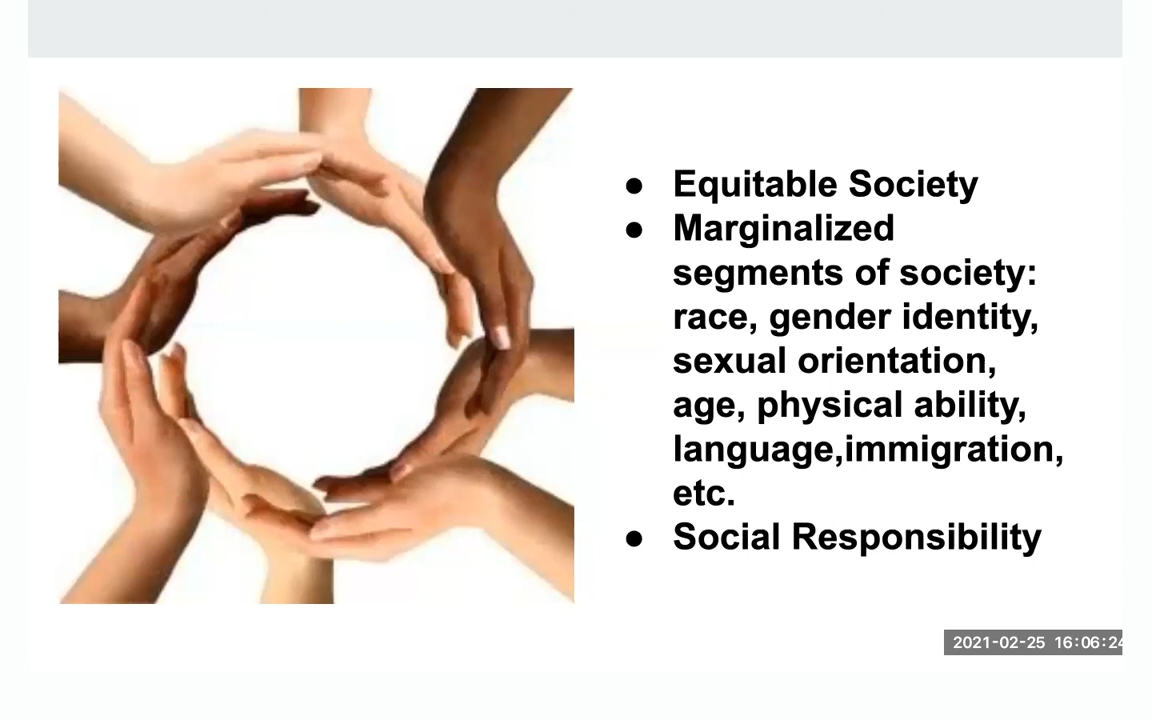 ● Equitable Society
● Marginalized
segments of society:
race, gender identity,
sexual orientation,
age, physical ability,
language,immigration,
etc.
● Social Responsibility
2021-02-25 16:06:24